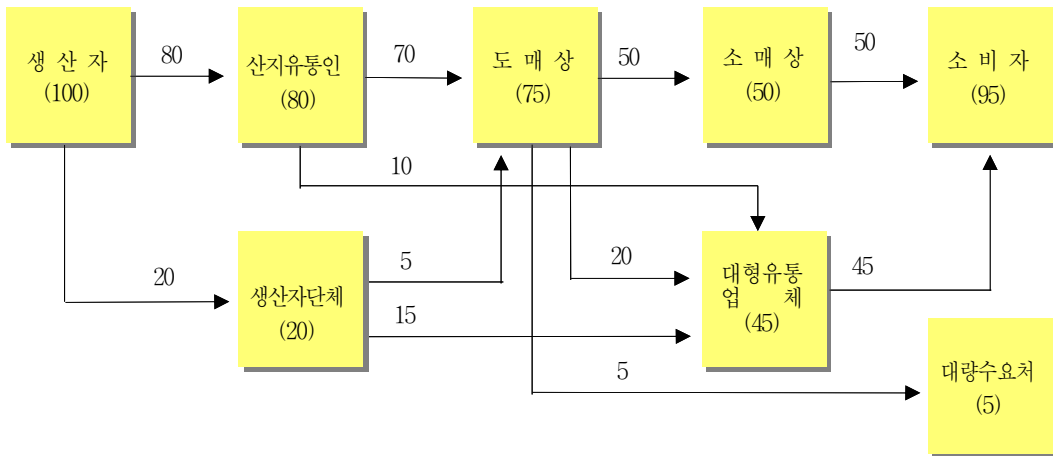 생 산 자
(100)
80
산지유통인
(80)
70
도 매 상
(75)
50
소 매 상
(50)
50
소 비 자
(95)
10
20
생산자단체
(20)
5
15
20
대형유통
업 체
(45)
45
5
대량수요처
(5)